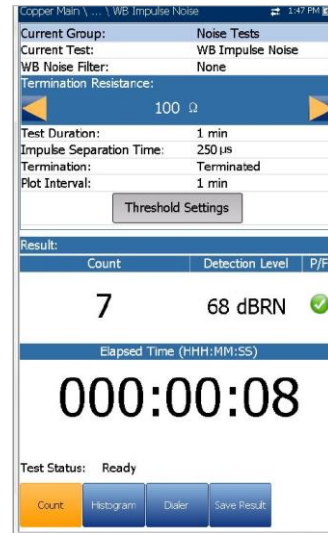 Copper Main \ ... \ WB Impulse Noise 1:47 PM
Current Group: Noise Tests
Current Test: WB Impulse Noise
WB Noise Filter: None
Termination Resistance:
100 Ω
Test Duration: 1 min
Impulse Separation Time: 250 µs
Termination: Terminated
Plot Interval: 1 min
Threshold Settings
Result:
Count Detection Level P/F
7 68 dBRN
Elapsed Time (HHH:MM:SS)
000:00:08
Test Status: Ready
Count Histogram Dialer Save Result